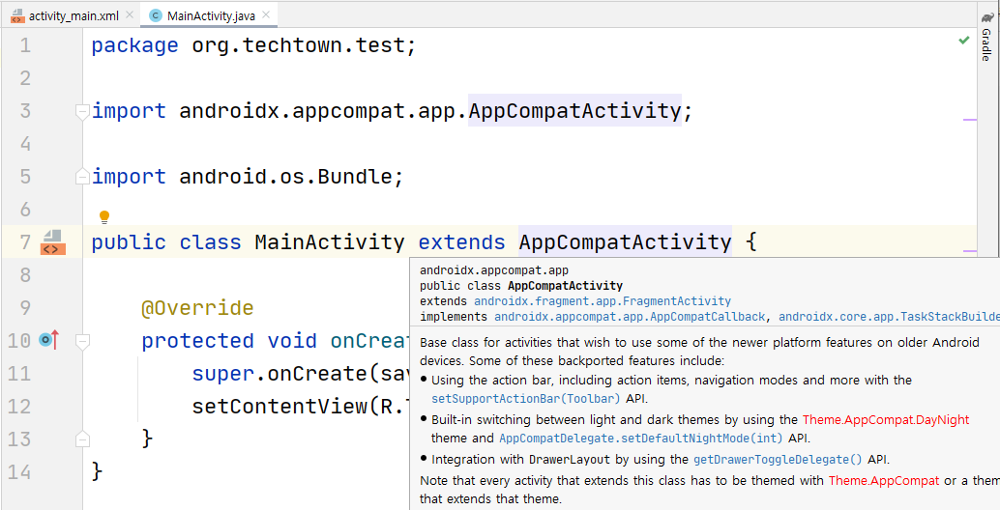 activity_main.xml
MainActivity.java
Gradle
1 package org.techtown.test;
2
3 import androidx.appcompat.app.AppCompatActivity;
4
5 import android.os.Bundle;
6
7 public class MainActivity extends AppCompatActivity {
8
9 @Override
10 protected void onCreat
11 super.onCreate(sav
12 setContentView(R.
13 }
14 }
androidx.appcompat.app
public class AppCompatActivity
extends androidx.fragment.app.FragmentActivity
implements androidx.appcompat.app.AppCompatCallback, androidx.core.app.TaskStackBuilde
Base class for activities that wish to use some of the newer platform features on older Android
devices. Some of these backported features include:
• Using the action bar, including action items, navigation modes and more with the
setSupportActionBar(Toolbar) API.
• Built-in switching between light and dark themes by using the Theme.AppCompat.DayNight
theme and AppCompatDelegate.setDefaultNightMode(int) API.
• Integration with DrawerLayout by using the getDrawerToggleDelegate() API.
Note that every activity that extends this class has to be themed with Theme.AppCompat or a them
that extends that theme.